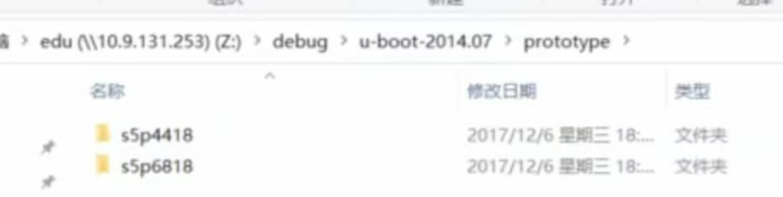 edu (\\10.9.131.253) (Z:) > debug > u-boot-2014.07 > prototype >
名称 修改日期 类型
s5p4418 2017/12/6 星期三 18:... 文件夹
s5p6818 2017/12/6 星期三 18:... 文件夹